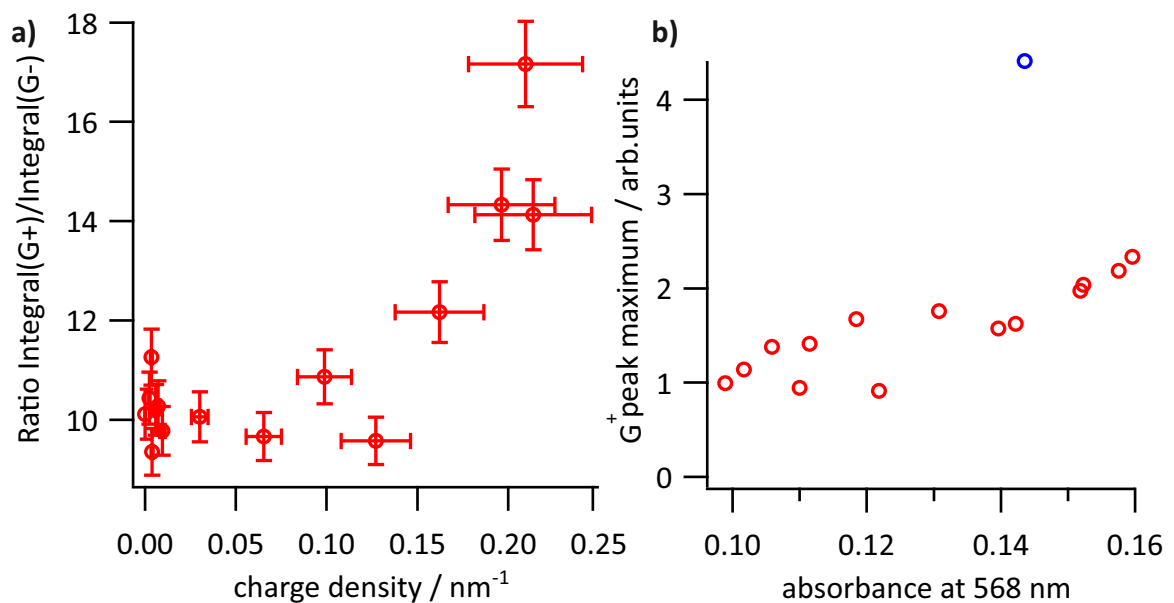 a)
Ratio Integral(G+)/Integral(G-)
18
16
14
12
10
0.00 0.05 0.10 0.15 0.20 0.25
charge density / nm-1
b)
G+ peak maximum / arb.units
4
3
2
1
0
0.10 0.12 0.14 0.16
absorbance at 568 nm